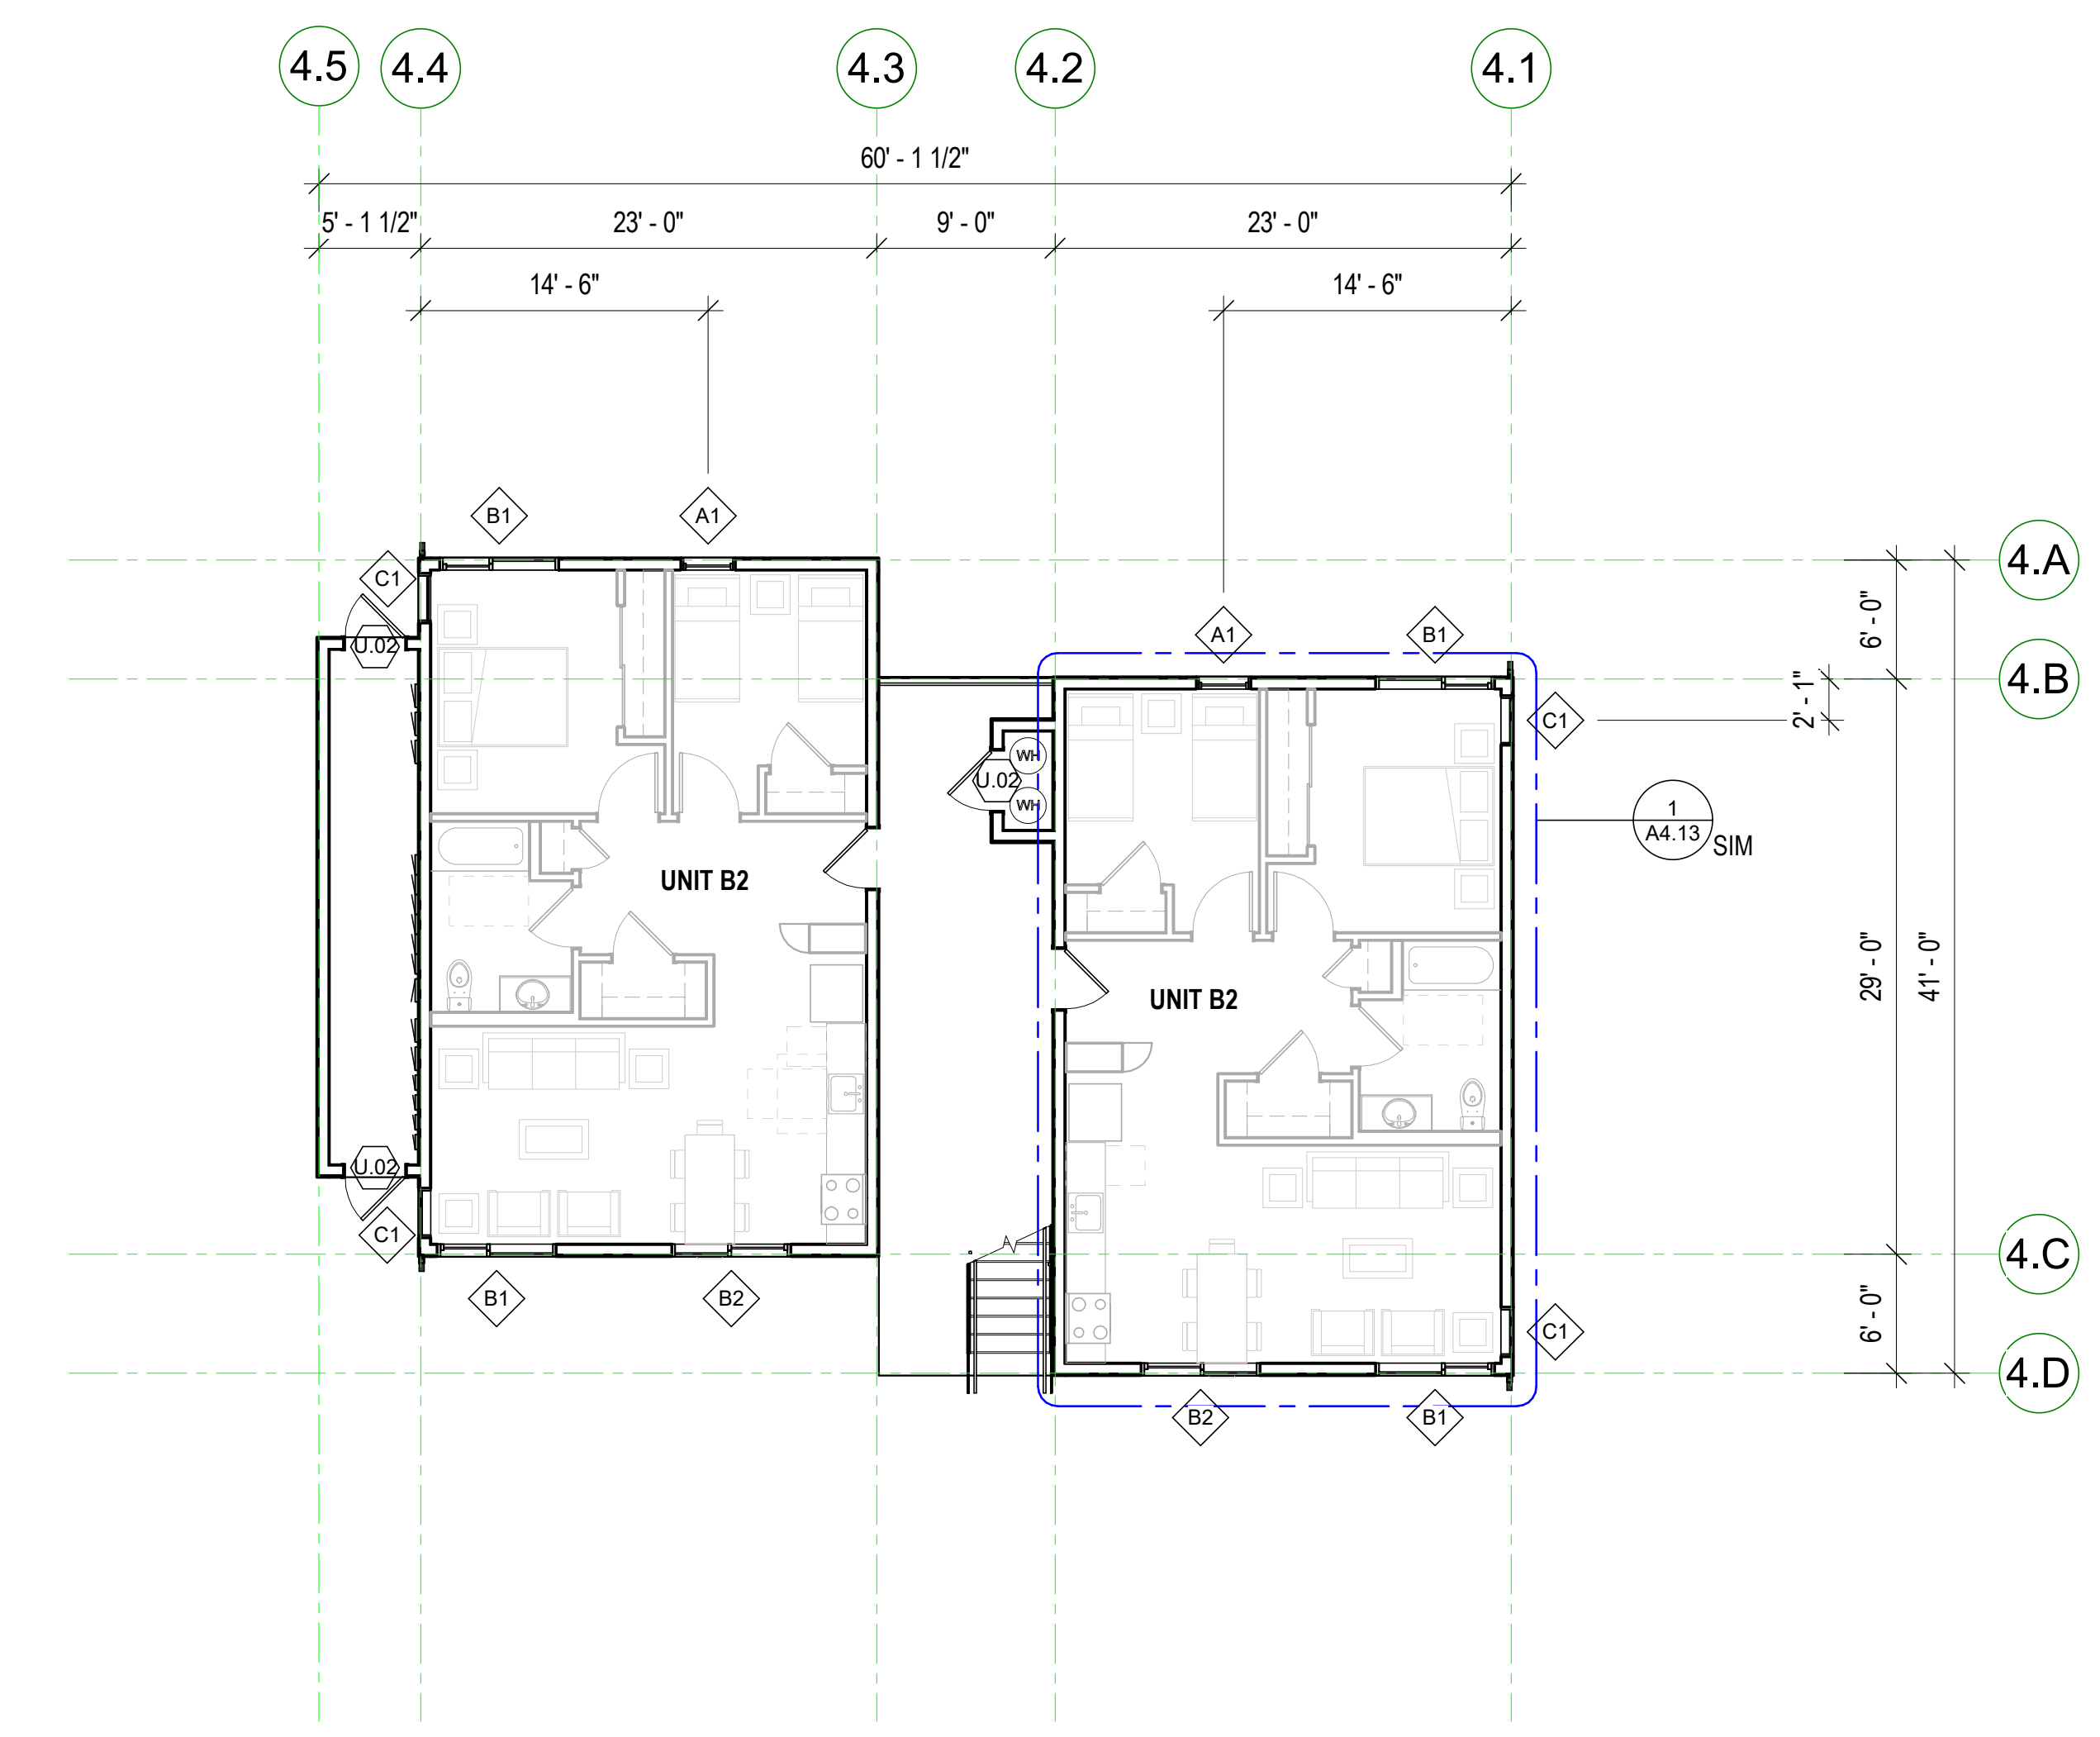 4.5 4.4 4.3 4.2 4.1
60' - 1 1/2"
5' - 1 1/2" 23' - 0" 9' - 0" 23' - 0"
14' - 6" 14' - 6"
B1 A1
C1
4.A
6' - 0"
A1 B1
U.02
4.B
2' - 1"
C1
WH
U.02
WH
1
A4.13
SIM
UNIT B2
29' - 0"
41' - 0"
UNIT B2
U.02
C1
4.C
B1 B2
6' - 0"
C1
4.D
B2 B1